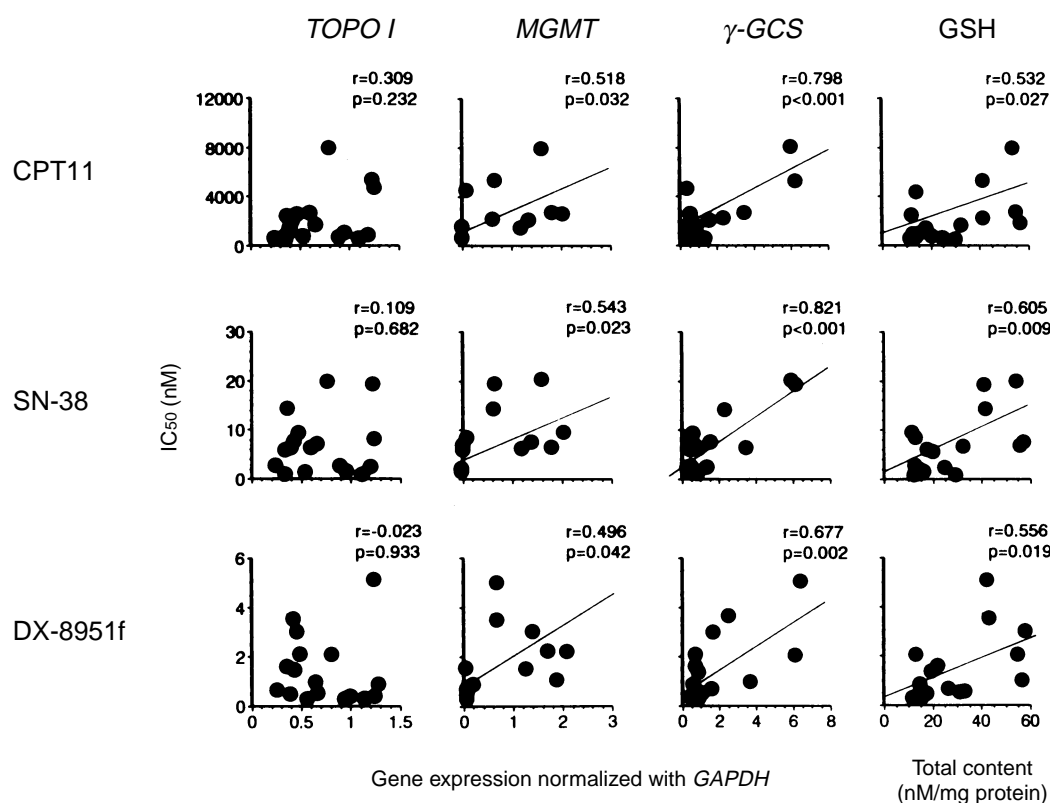 TOPO I MGMT γ-GCS GSH
r=0.309 r=0.518 r=0.798 r=0.532
p=0.232 p=0.032 p<0.001 p=0.027
12000
8000
4000
0
CPT11
r=0.109 r=0.543 r=0.821 r=0.605
p=0.682 p=0.023 p<0.001 p=0.009
30
20
10
0
SN-38
IC50 (nM)
r=-0.023 r=0.496 r=0.677 r=0.556
p=0.933 p=0.042 p=0.002 p=0.019
6
4
2
0
DX-8951f
0 0.5 1 1.5 0 1 2 3 0 2 4 6 8 0 20 40 60
Gene expression normalized with GAPDH
Total content
(nM/mg protein)